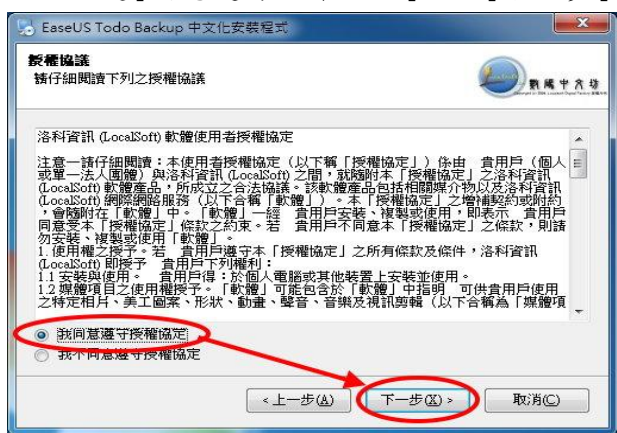 EaseUS Todo Backup 中文化安裝程式
授權協議
請仔細閱讀下列之授權協議
洛科資訊 (LocalSoft) 軟體使用者授權協定
注意－請仔細閱讀：本使用者授權協定（以下稱「授權協定」）係由　貴用戶（個人
或單一法人團體）與洛科資訊 (LocalSoft) 之間，就隨附本「授權協定」之洛科資訊
(LocalSoft) 軟體產品，所成立之合法協議。該軟體產品包括相關媒介物以及洛科資訊
(LocalSoft) 網際網路服務（以下合稱「軟體」）。本「授權協定」之增補契約或附約
，會隨附在「軟體」中。「軟體」一經　貴用戶安裝、複製或使用，即表示　貴用戶
同意受本「授權協定」條款之約束。若　貴用戶不同意本「授權協定」之條款，則請
勿安裝、複製或使用「軟體」。
1. 使用權之授予。若　貴用戶遵守本「授權協定」之所有條款及條件，洛科資訊
(LocalSoft) 即授予　貴用戶下列權利：
1.1 安裝與使用。　貴用戶得：於個人電腦或其他裝置上安裝並使用。
1.2 媒體項目之使用權授予。「軟體」可能包含於「軟體」中指明　可供貴用戶使用
之特定相片、美工圖案、形狀、動畫、聲音、音樂及視訊剪輯（以下合稱為「媒體項
我同意遵守授權協定
我不同意遵守授權協定
<上一步(A)
下一步(X)>
取消(C)